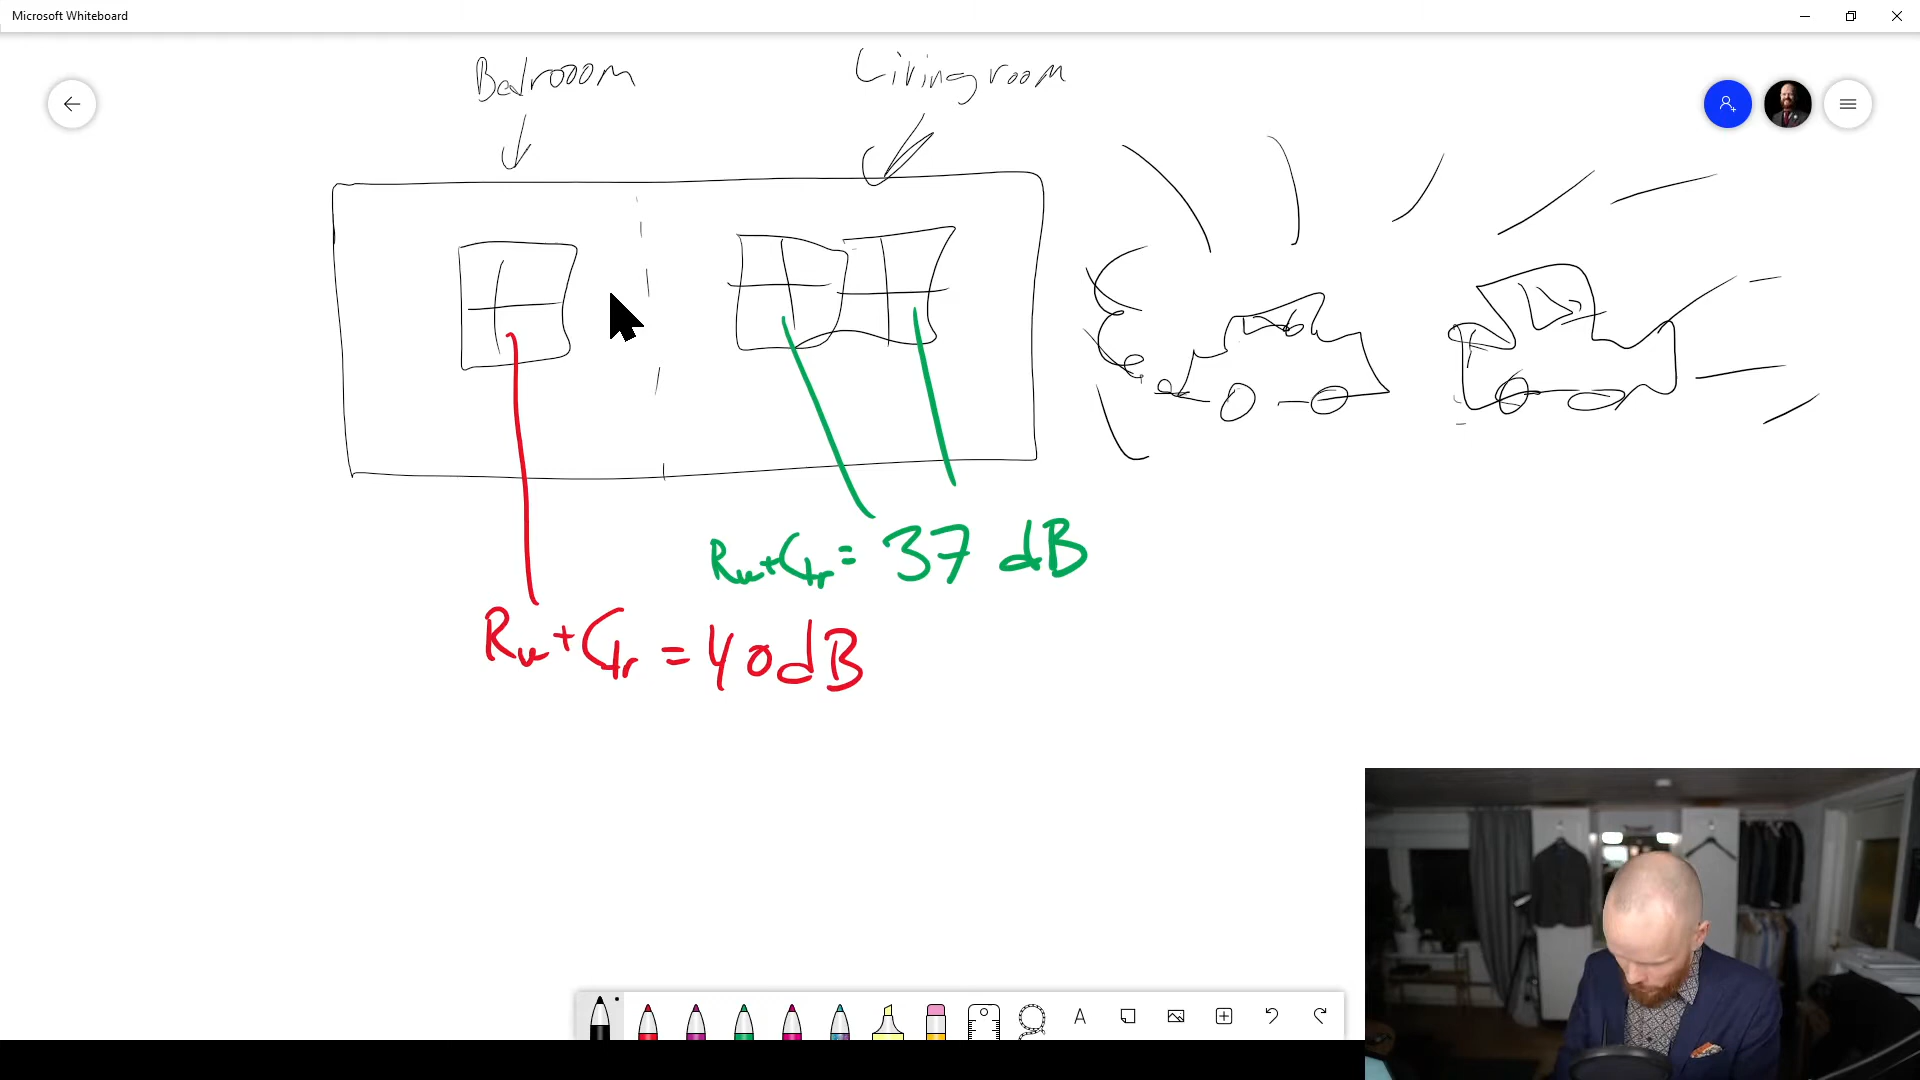 Microsoft Whiteboard
Bedrooom
Livingroom
Rw+Ctr = 37 dB
Rw+Ctr = 40dB
A